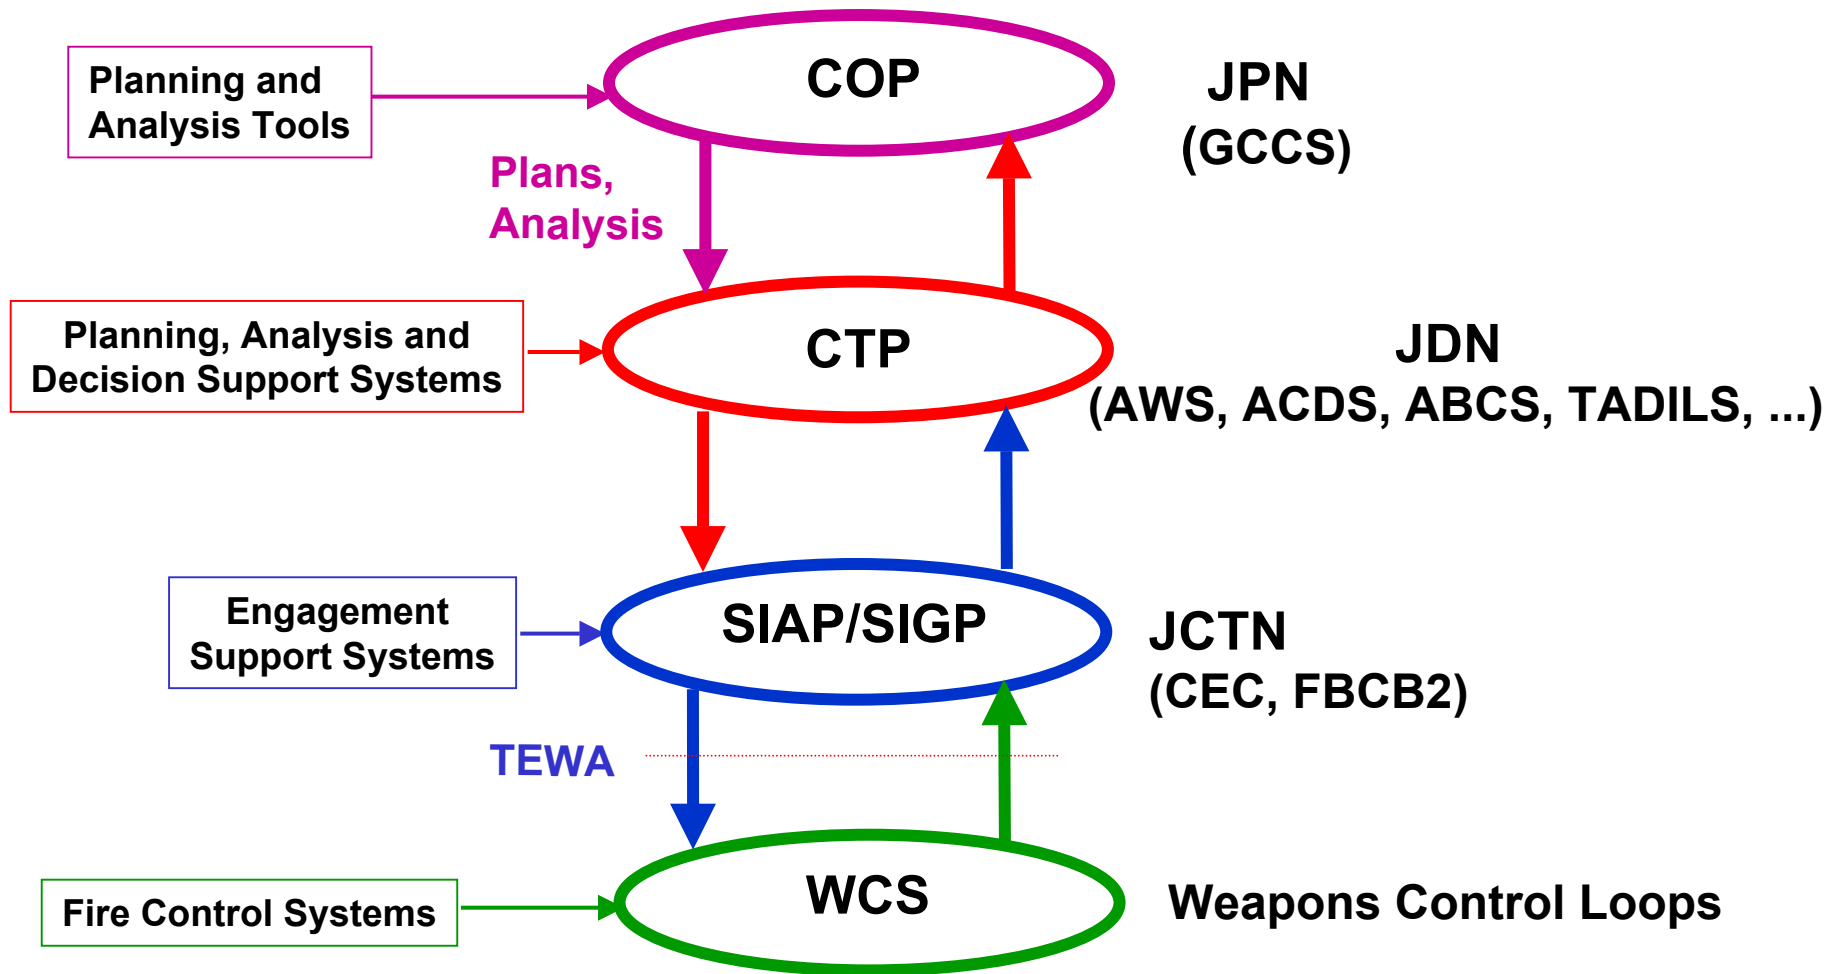 COP
Planning and
Analysis Tools
JPN
(GCCS)
Plans,
Analysis
Planning, Analysis and
Decision Support Systems
CTP
JDN
(AWS, ACDS, ABCS, TADILS, ...)
Engagement
Support Systems
SIAP/SIGP
JCTN
(CEC, FBCB2)
TEWA
Fire Control Systems
WCS
Weapons Control Loops